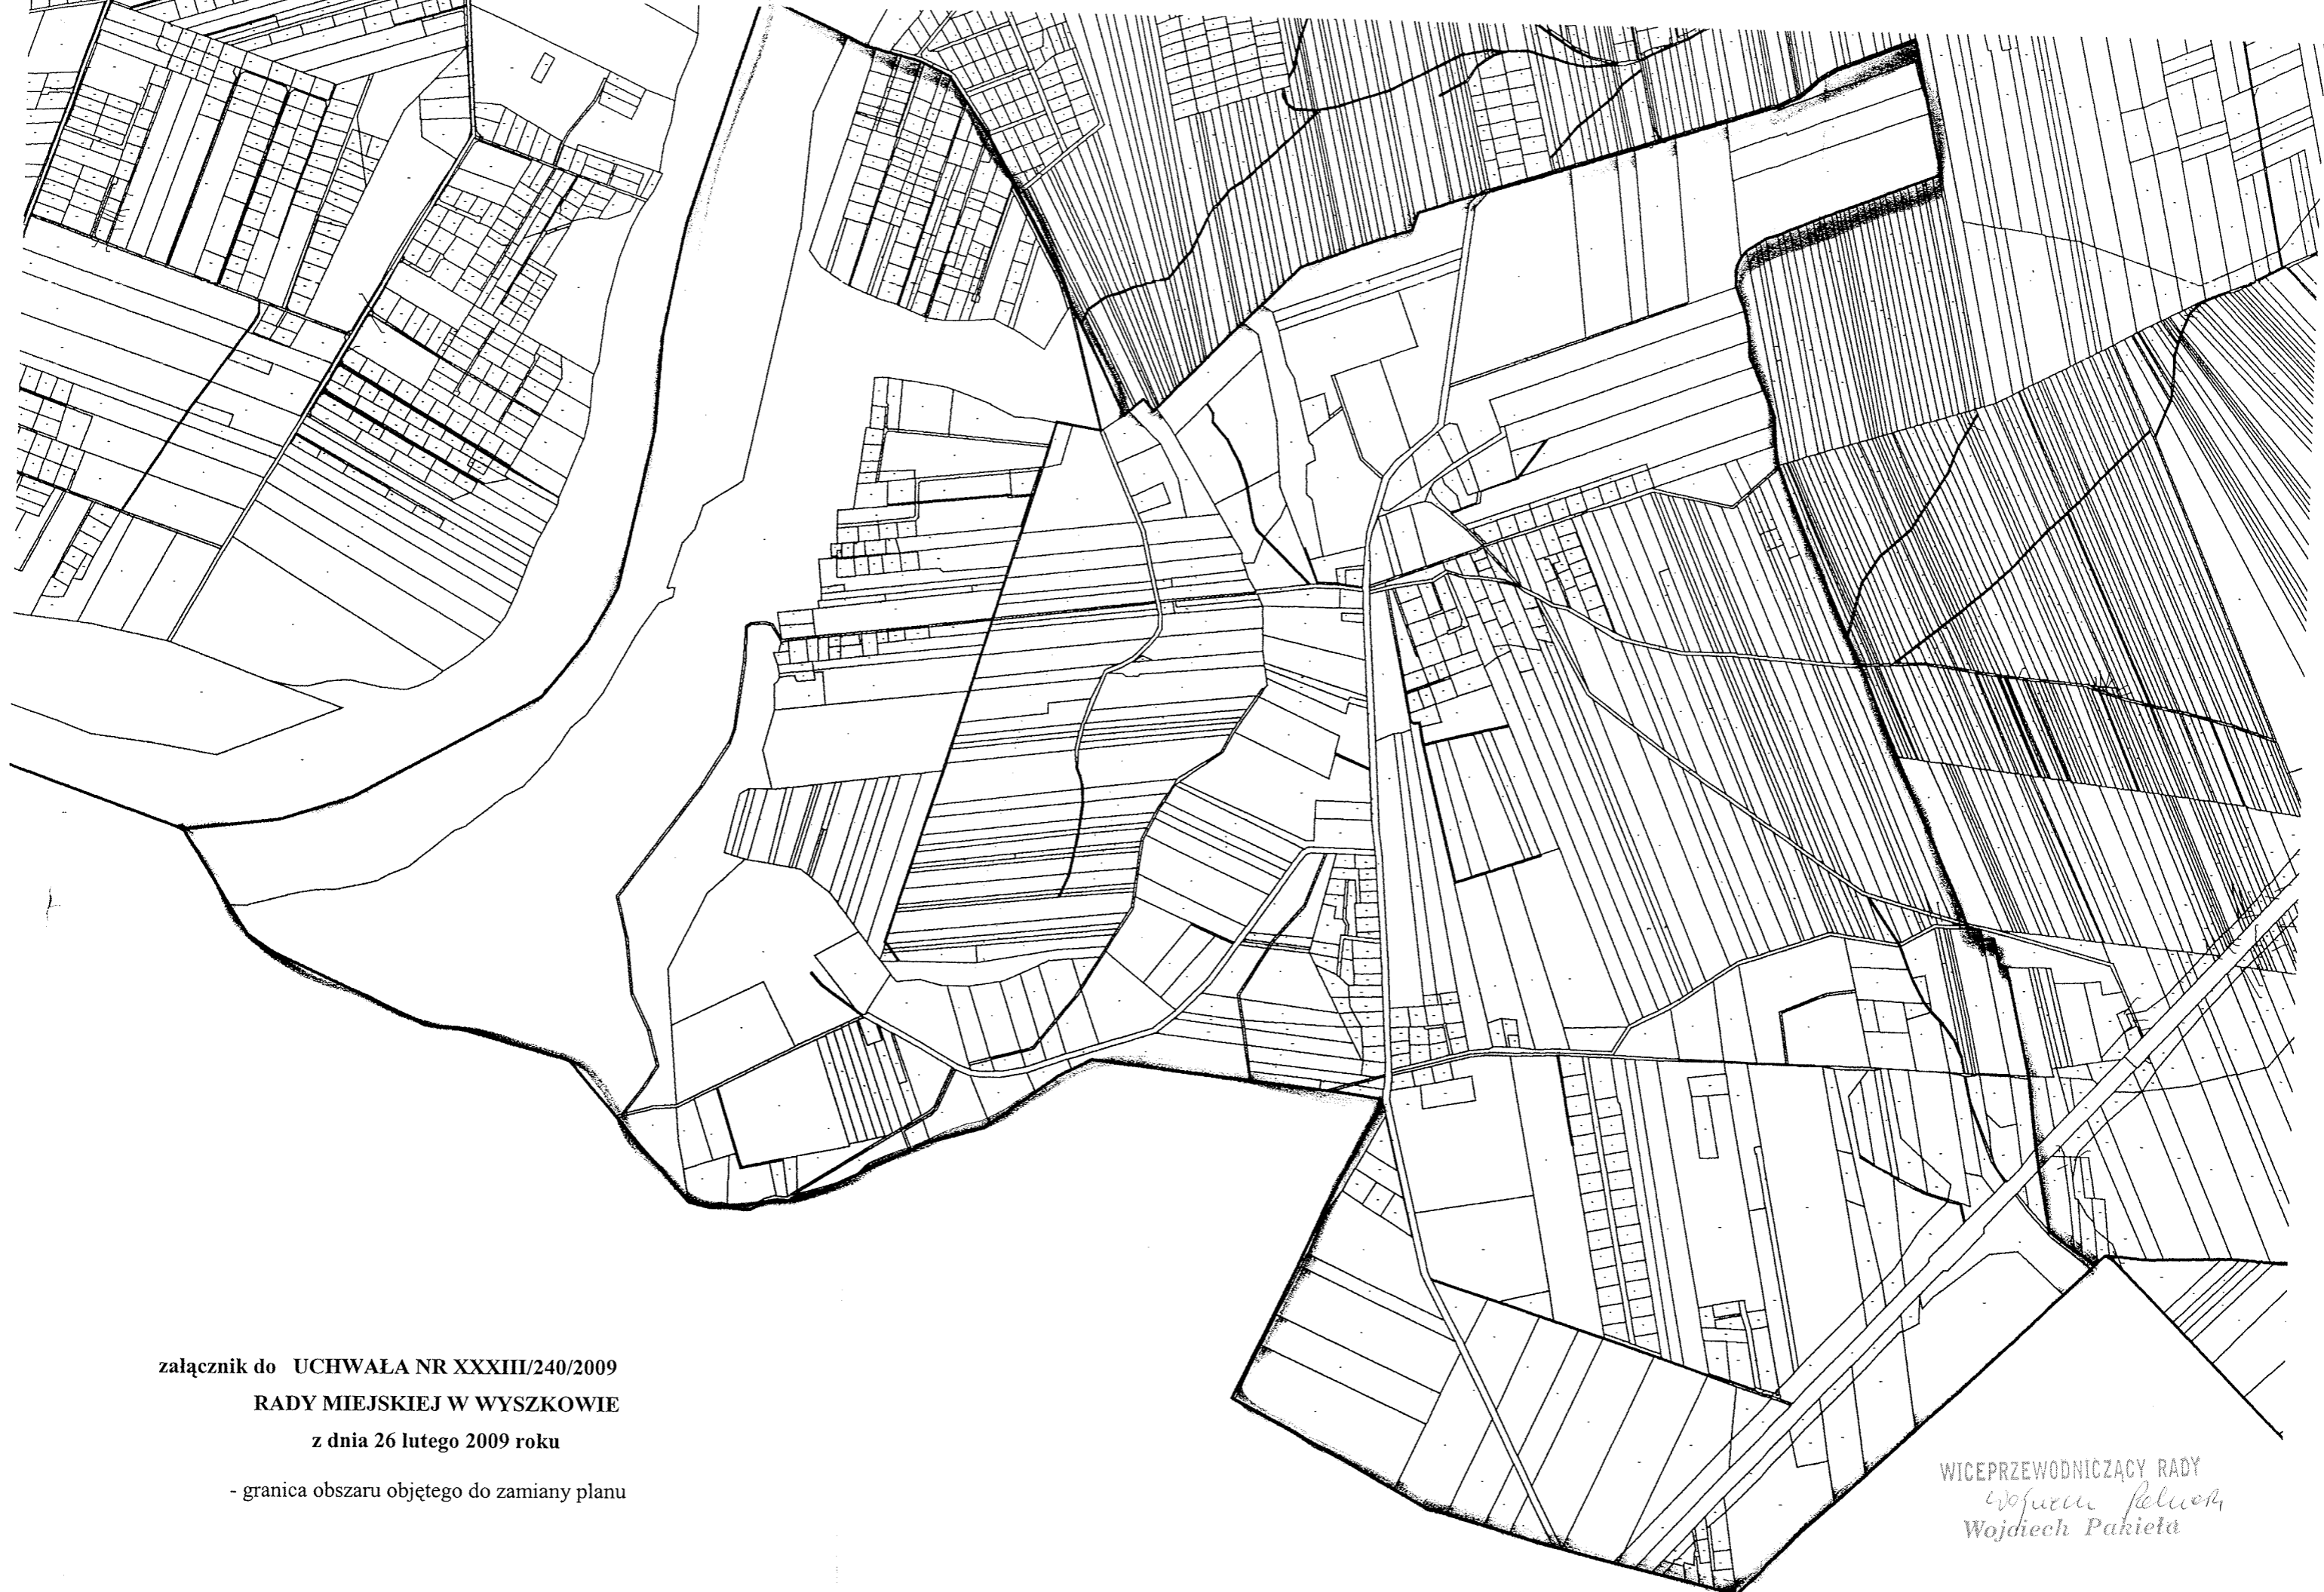 załącznik do UCHWAŁA NR XXXIII/240/2009
RADY MIEJSKIEJ W WYSZKOWIE
z dnia 26 lutego 2009 roku
- granica obszaru objętego do zamiany planu
WICEPRZEWODNICZĄCY RADY
Wojciech Pakieła